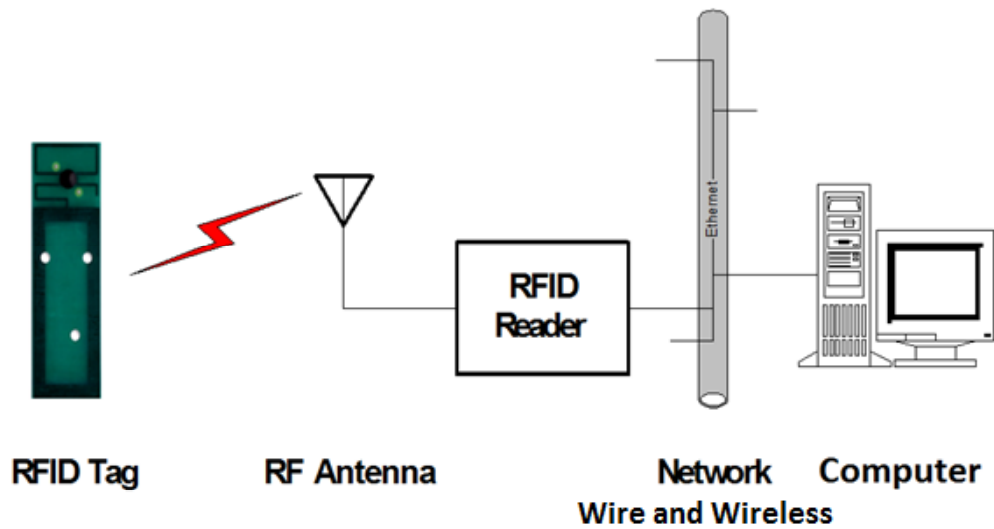 Ethernet
RFID
Reader
RFID Tag
RF Antenna
Network
Computer
Wire and Wireless